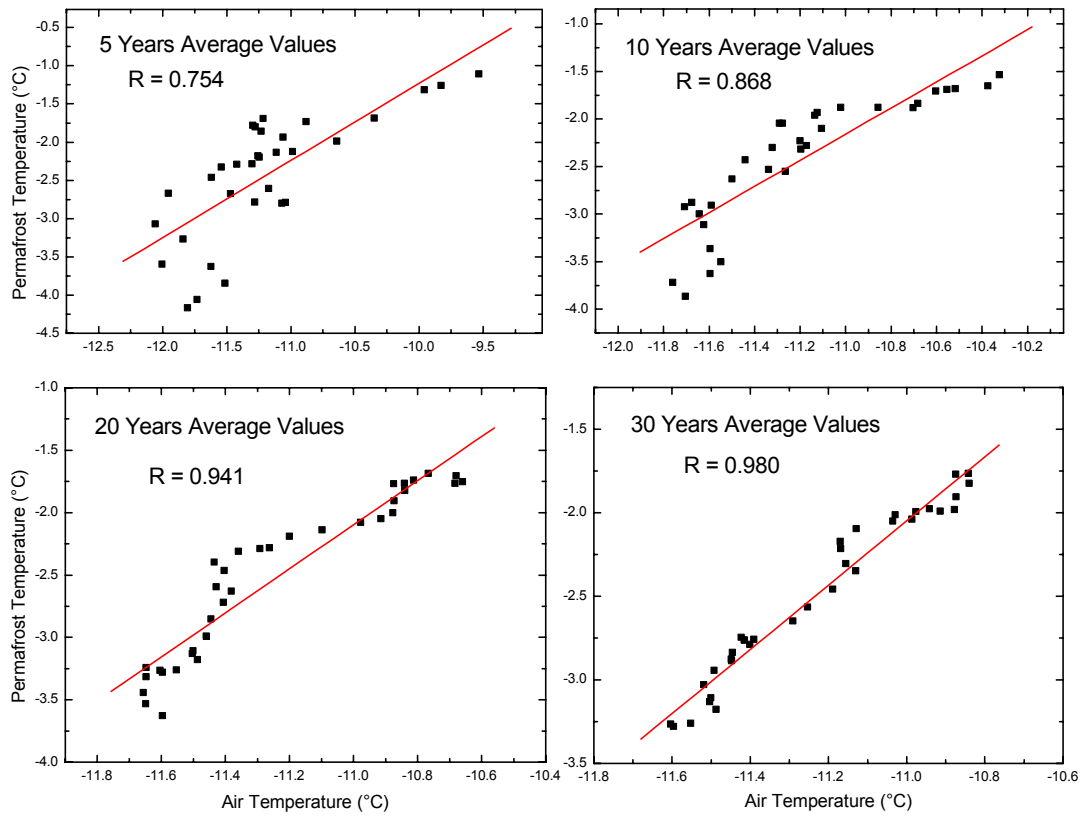 5 Years Average Values
R = 0.754
Permafrost Temperature (°C)
-0.5
-1.0
-1.5
-2.0
-2.5
-3.0
-3.5
-4.0
-4.5
-12.5 -12.0 -11.5 -11.0 -10.5 -10.0 -9.5
10 Years Average Values
R = 0.868
-1.0
-1.5
-2.0
-2.5
-3.0
-3.5
-4.0
-12.0 -11.8 -11.6 -11.4 -11.2 -11.0 -10.8 -10.6 -10.4 -10.2
20 Years Average Values
R = 0.941
Permafrost Temperature (°C)
-1.0
-1.5
-2.0
-2.5
-3.0
-3.5
-4.0
-11.8 -11.6 -11.4 -11.2 -11.0 -10.8 -10.6 -10.4
Air Temperature (°C)
30 Years Average Values
R = 0.980
-1.5
-2.0
-2.5
-3.0
-3.5
-11.8 -11.6 -11.4 -11.2 -11.0 -10.8 -10.6
Air Temperature (°C)